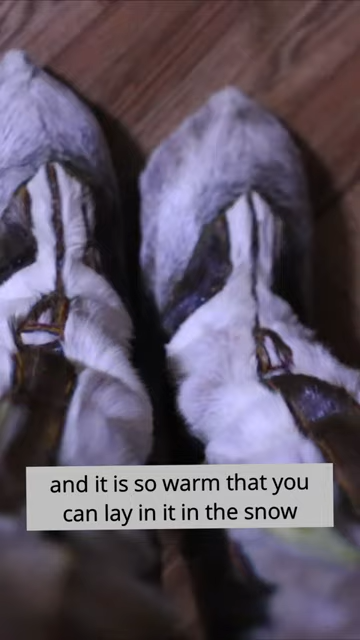 and it is so warm that you
can lay in it in the snow